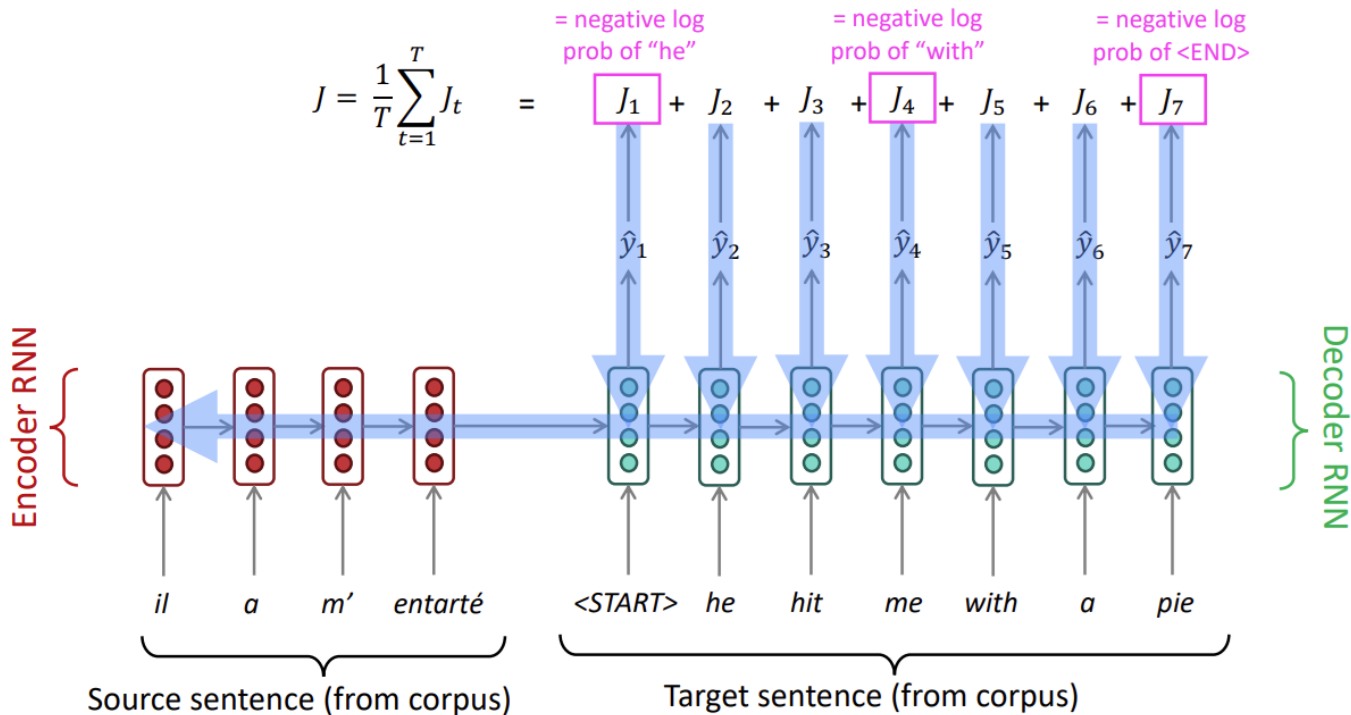 = negative log
prob of “he”
= negative log
prob of “with”
= negative log
prob of <END>
J = \frac{1}{T} \sum_{t=1}^{T} J_t = J_1 + J_2 + J_3 + J_4 + J_5 + J_6 + J_7
ŷ_1 ŷ_2 ŷ_3 ŷ_4 ŷ_5 ŷ_6 ŷ_7
Encoder RNN
Decoder RNN
il a m’ entarté <START> he hit me with a pie
Source sentence (from corpus)
Target sentence (from corpus)